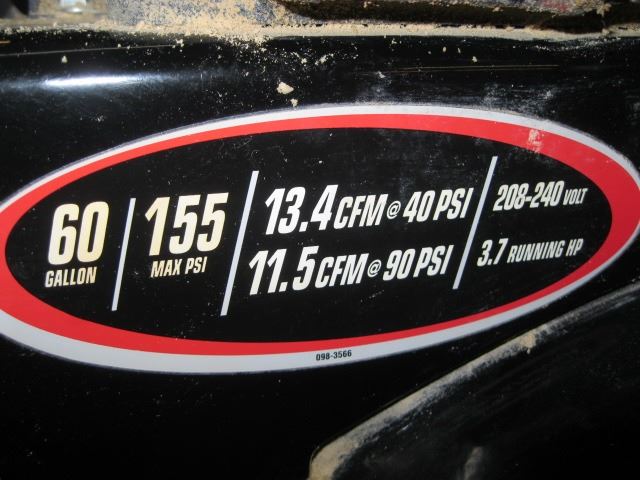 60
GALLON
155
MAX PSI
13.4 CFM @ 40 PSI
11.5 CFM @ 90 PSI
208-240 VOLT
3.7 RUNNING HP
098-3566